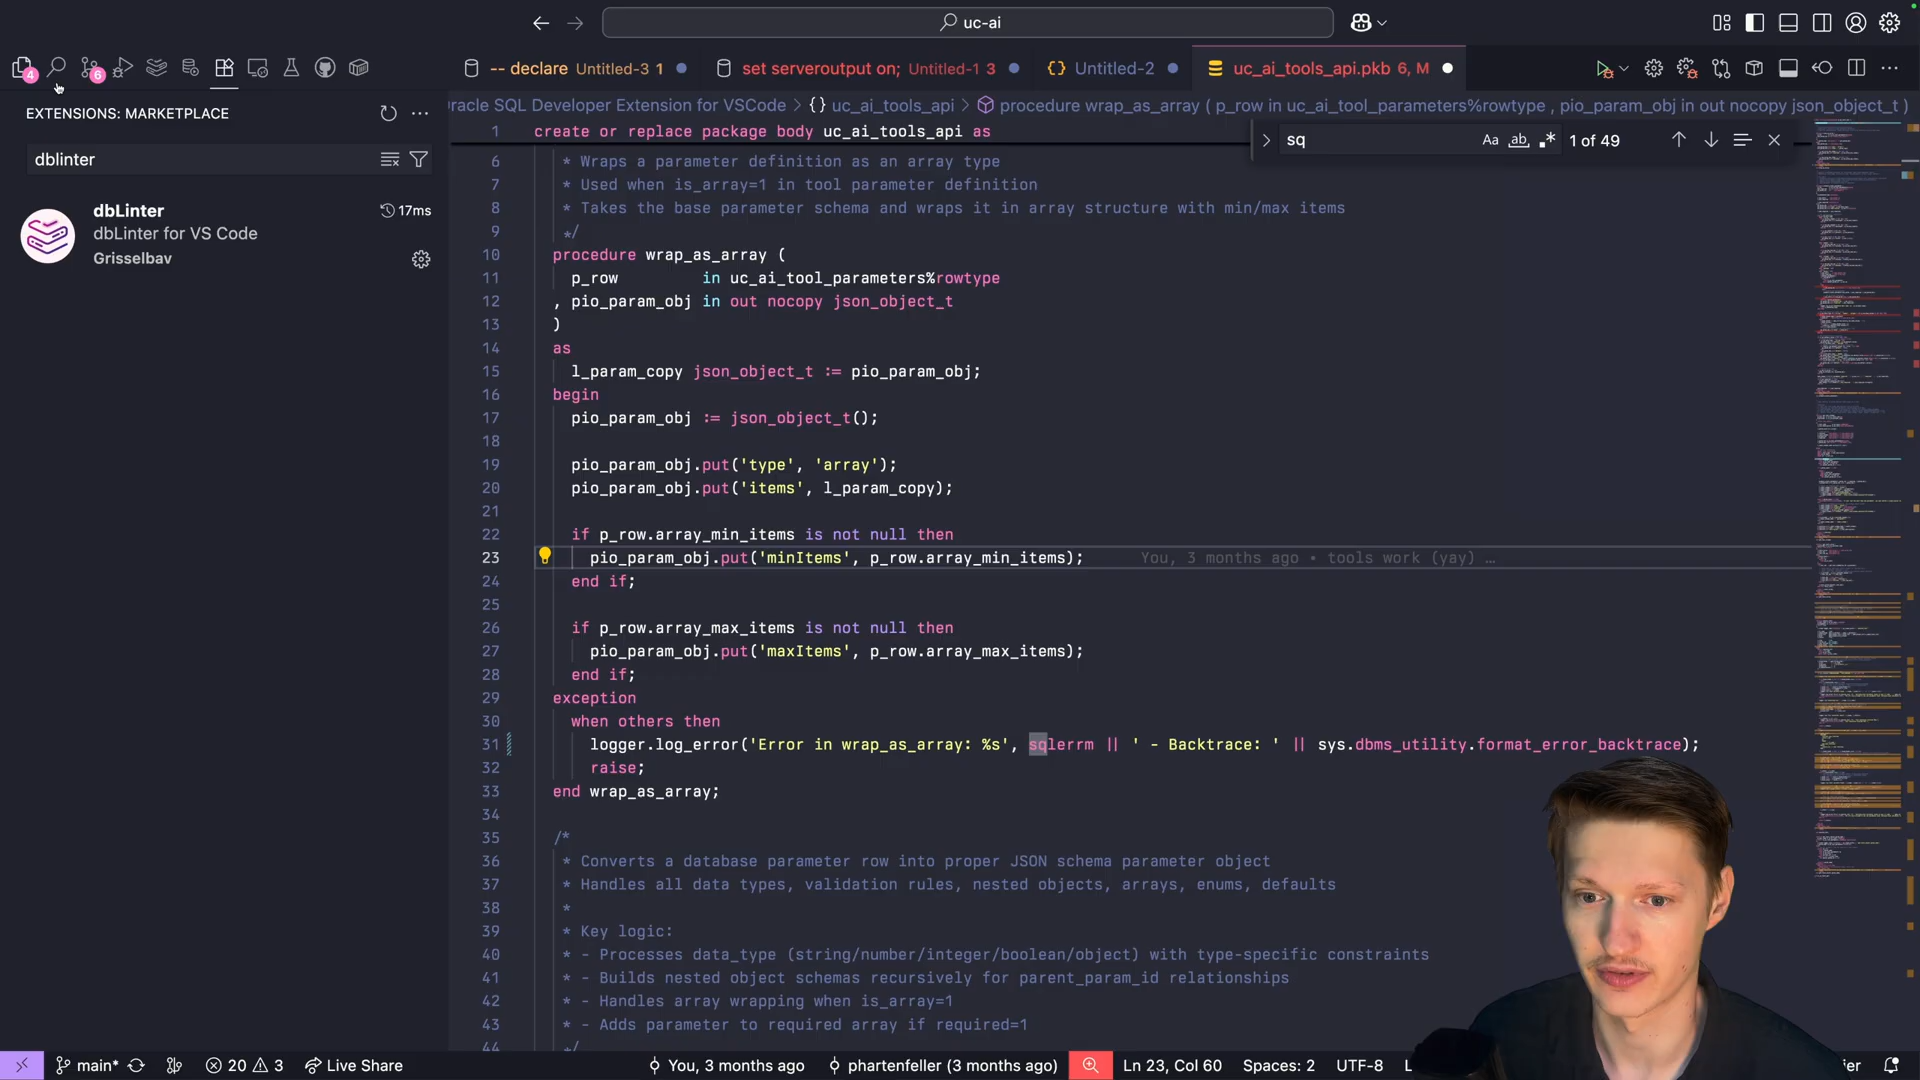 uc-ai
4
6
-- declare Untitled-3 1
set serveroutput on; Untitled-1 3
Untitled-2
uc_ai_tools_api.pkb 6, M
EXTENSIONS: MARKETPLACE
dblinter
dbLinter
17ms
dbLinter for VS Code
Grisselbav
racle SQL Developer Extension for VSCode > {} uc_ai_tools_api > procedure wrap_as_array ( p_row in uc_ai_tool_parameters%rowtype , pio_param_obj in out nocopy json_object_t )
sq
Aa
ab
1 of 49
1 create or replace package body uc_ai_tools_api as
6 * Wraps a parameter definition as an array type
7 * Used when is_array=1 in tool parameter definition
8 * Takes the base parameter schema and wraps it in array structure with min/max items
9 */
10 procedure wrap_as_array (
11 p_row in uc_ai_tool_parameters%rowtype
12 , pio_param_obj in out nocopy json_object_t
13 )
14 as
15 l_param_copy json_object_t := pio_param_obj;
16 begin
17 pio_param_obj := json_object_t();
18
19 pio_param_obj.put('type', 'array');
20 pio_param_obj.put('items', l_param_copy);
21
22 if p_row.array_min_items is not null then
23 pio_param_obj.put('minItems', p_row.array_min_items); You, 3 months ago • tools work (yay) …
24 end if;
25
26 if p_row.array_max_items is not null then
27 pio_param_obj.put('maxItems', p_row.array_max_items);
28 end if;
29 exception
30 when others then
31 logger.log_error('Error in wrap_as_array: %s', sqlerrm || ' - Backtrace: ' || sys.dbms_utility.format_error_backtrace);
32 raise;
33 end wrap_as_array;
34
35 /*
36 * Converts a database parameter row into proper JSON schema parameter object
37 * Handles all data types, validation rules, nested objects, arrays, enums, defaults
38 *
39 * Key logic:
40 * - Processes data_type (string/number/integer/boolean/object) with type-specific constraints
41 * - Builds nested object schemas recursively for parent_param_id relationships
42 * - Handles array wrapping when is_array=1
43 * - Adds parameter to required array if required=1
44 */
main*
20
3
Live Share
You, 3 months ago
phartenfeller (3 months ago)
Ln 23, Col 60
Spaces: 2
UTF-8
L
ier